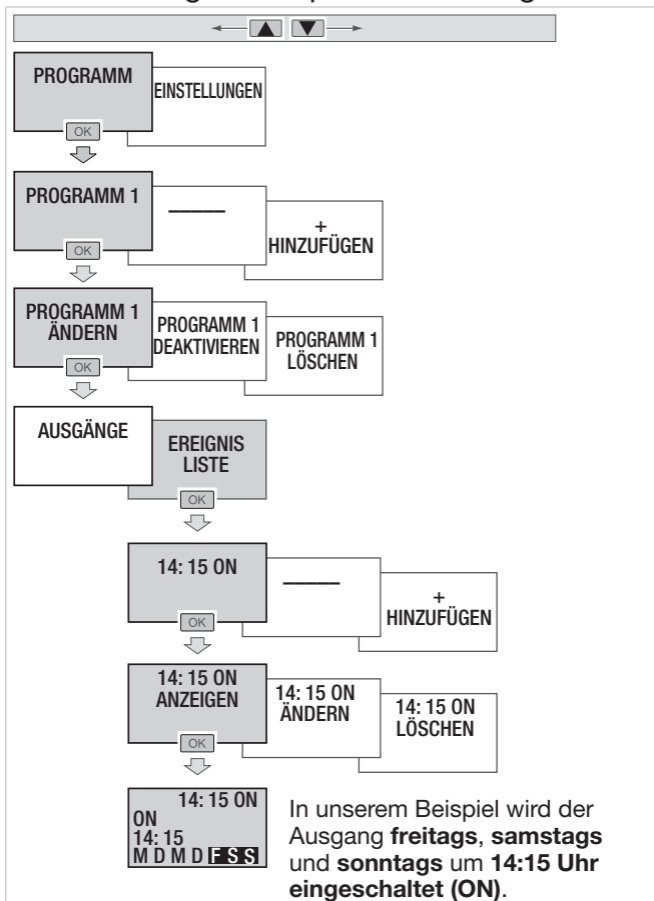 PROGRAMM
EINSTELLUNGEN
OK
PROGRAMM 1
-----
+
HINZUFÜGEN
OK
PROGRAMM 1
ÄNDERN
PROGRAMM 1
DEAKTIVIEREN
PROGRAMM 1
LÖSCHEN
OK
AUSGÄNGE
EREIGNIS
LISTE
OK
14: 15 ON
-----
+
HINZUFÜGEN
OK
14: 15 ON
ANZEIGEN
14: 15 ON
ÄNDERN
14: 15 ON
LÖSCHEN
OK
14: 15 ON
ON
14: 15
M D M D F S S
In unserem Beispiel wird der
Ausgang freitags, samstags
und sonntags um 14:15 Uhr
eingeschaltet (ON).